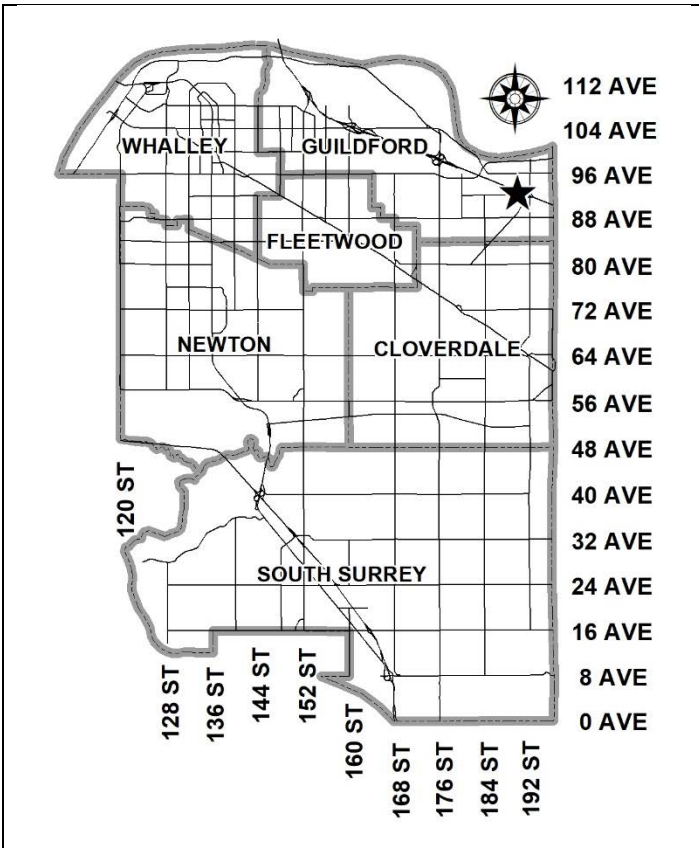 112 AVE
104 AVE
WHALLEY
GUILDFORD
96 AVE
88 AVE
FLEETWOOD
80 AVE
72 AVE
NEWTON
CLOVERDALE
64 AVE
56 AVE
48 AVE
120 ST
40 AVE
32 AVE
SOUTH SURREY
24 AVE
16 AVE
8 AVE
0 AVE
128 ST
136 ST
144 ST
152 ST
160 ST
168 ST
176 ST
184 ST
192 ST